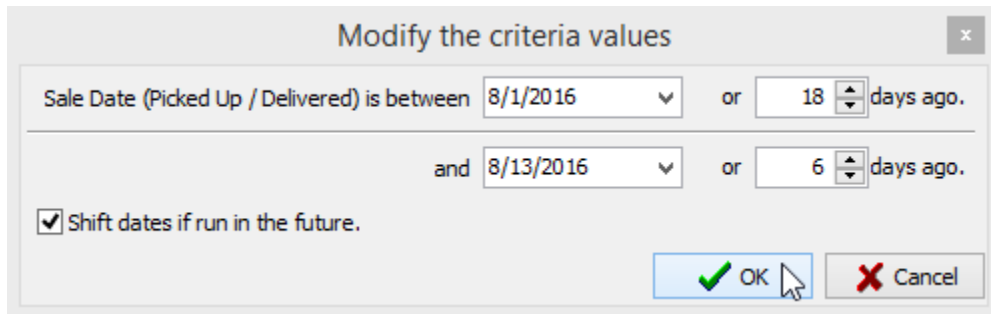 Modify the criteria values
x
Sale Date (Picked Up / Delivered) is between 8/1/2016 or 18 days ago.
and 8/13/2016 or 6 days ago.
Shift dates if run in the future.
OK Cancel